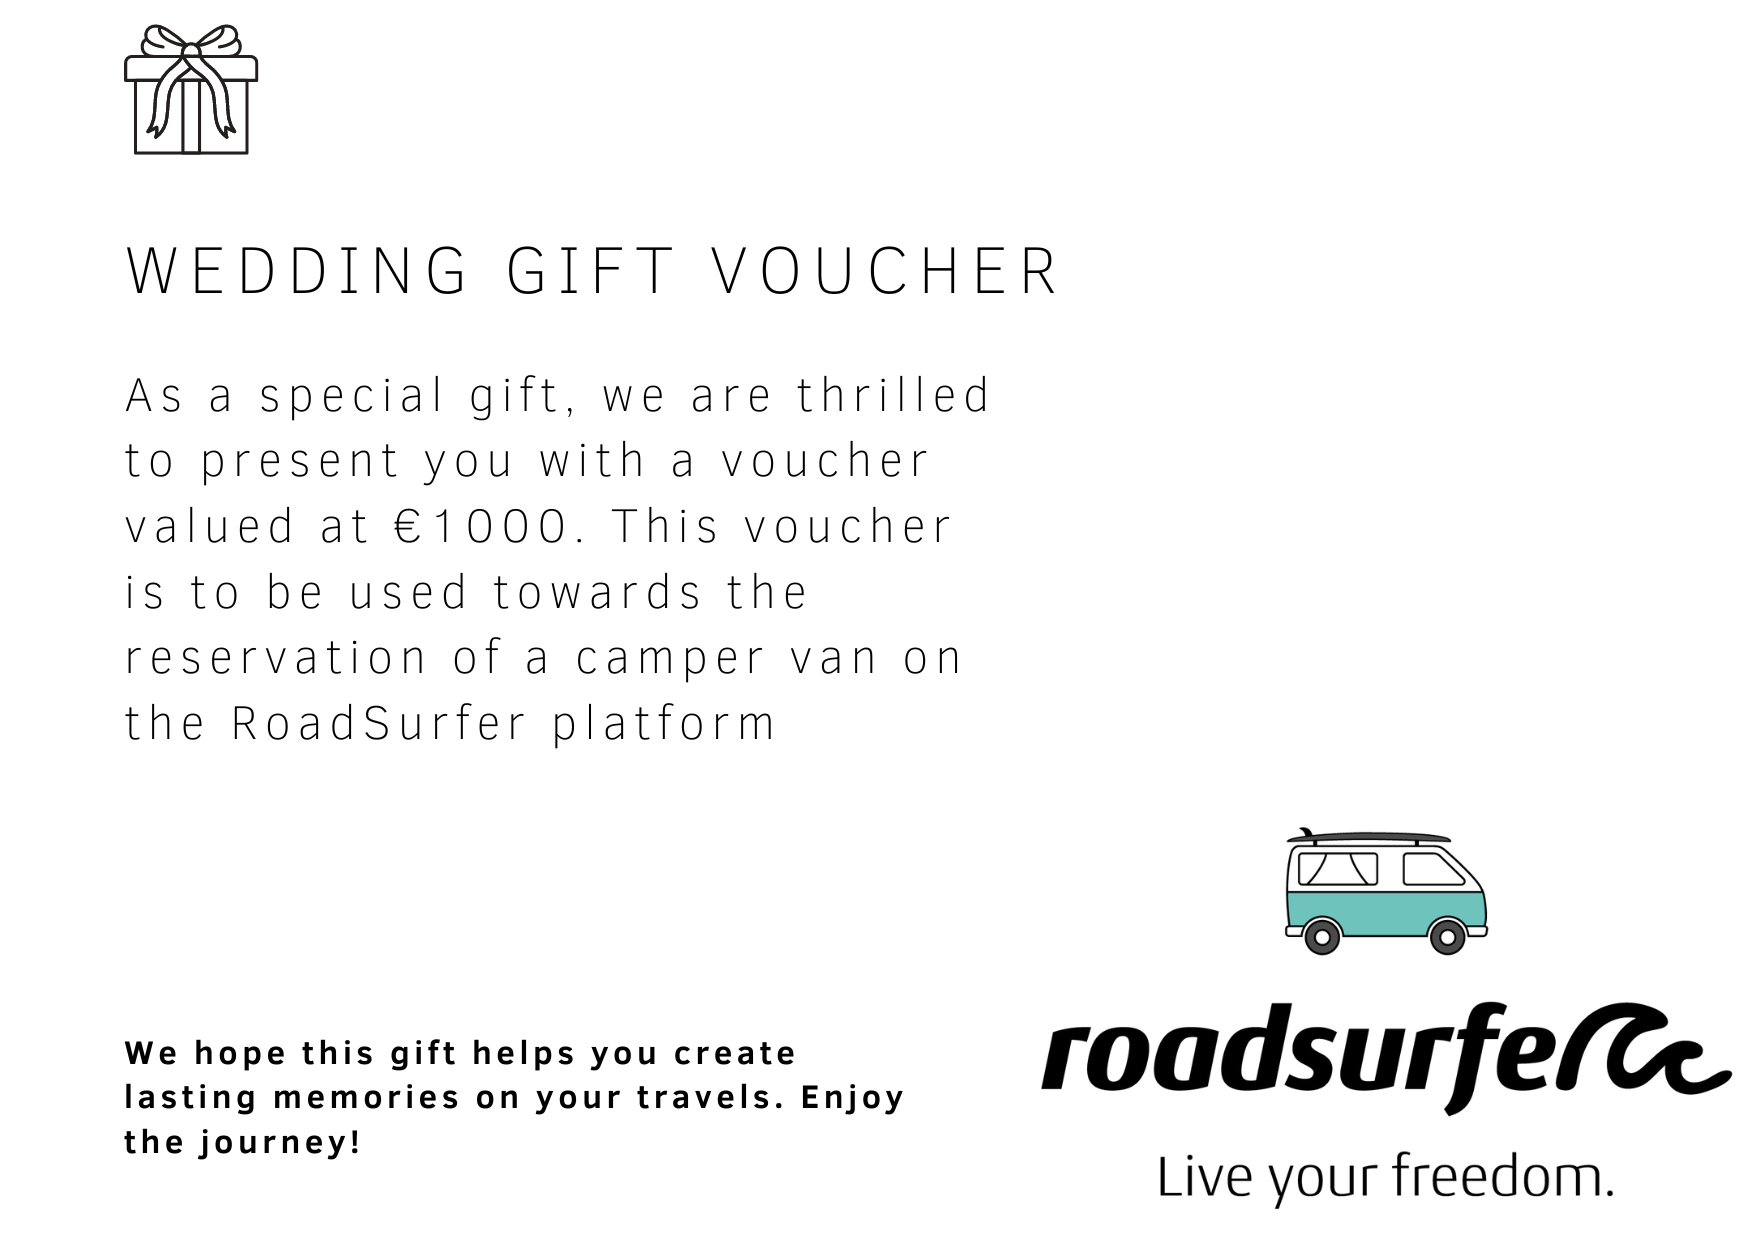 WEDDING GIFT VOUCHER
As a special gift, we are thrilled
to present you with a voucher
valued at €1000. This voucher
is to be used towards the
reservation of a camper van on
the RoadSurfer platform
We hope this gift helps you create
lasting memories on your travels. Enjoy
the journey!
roadsurfer
Live your freedom.